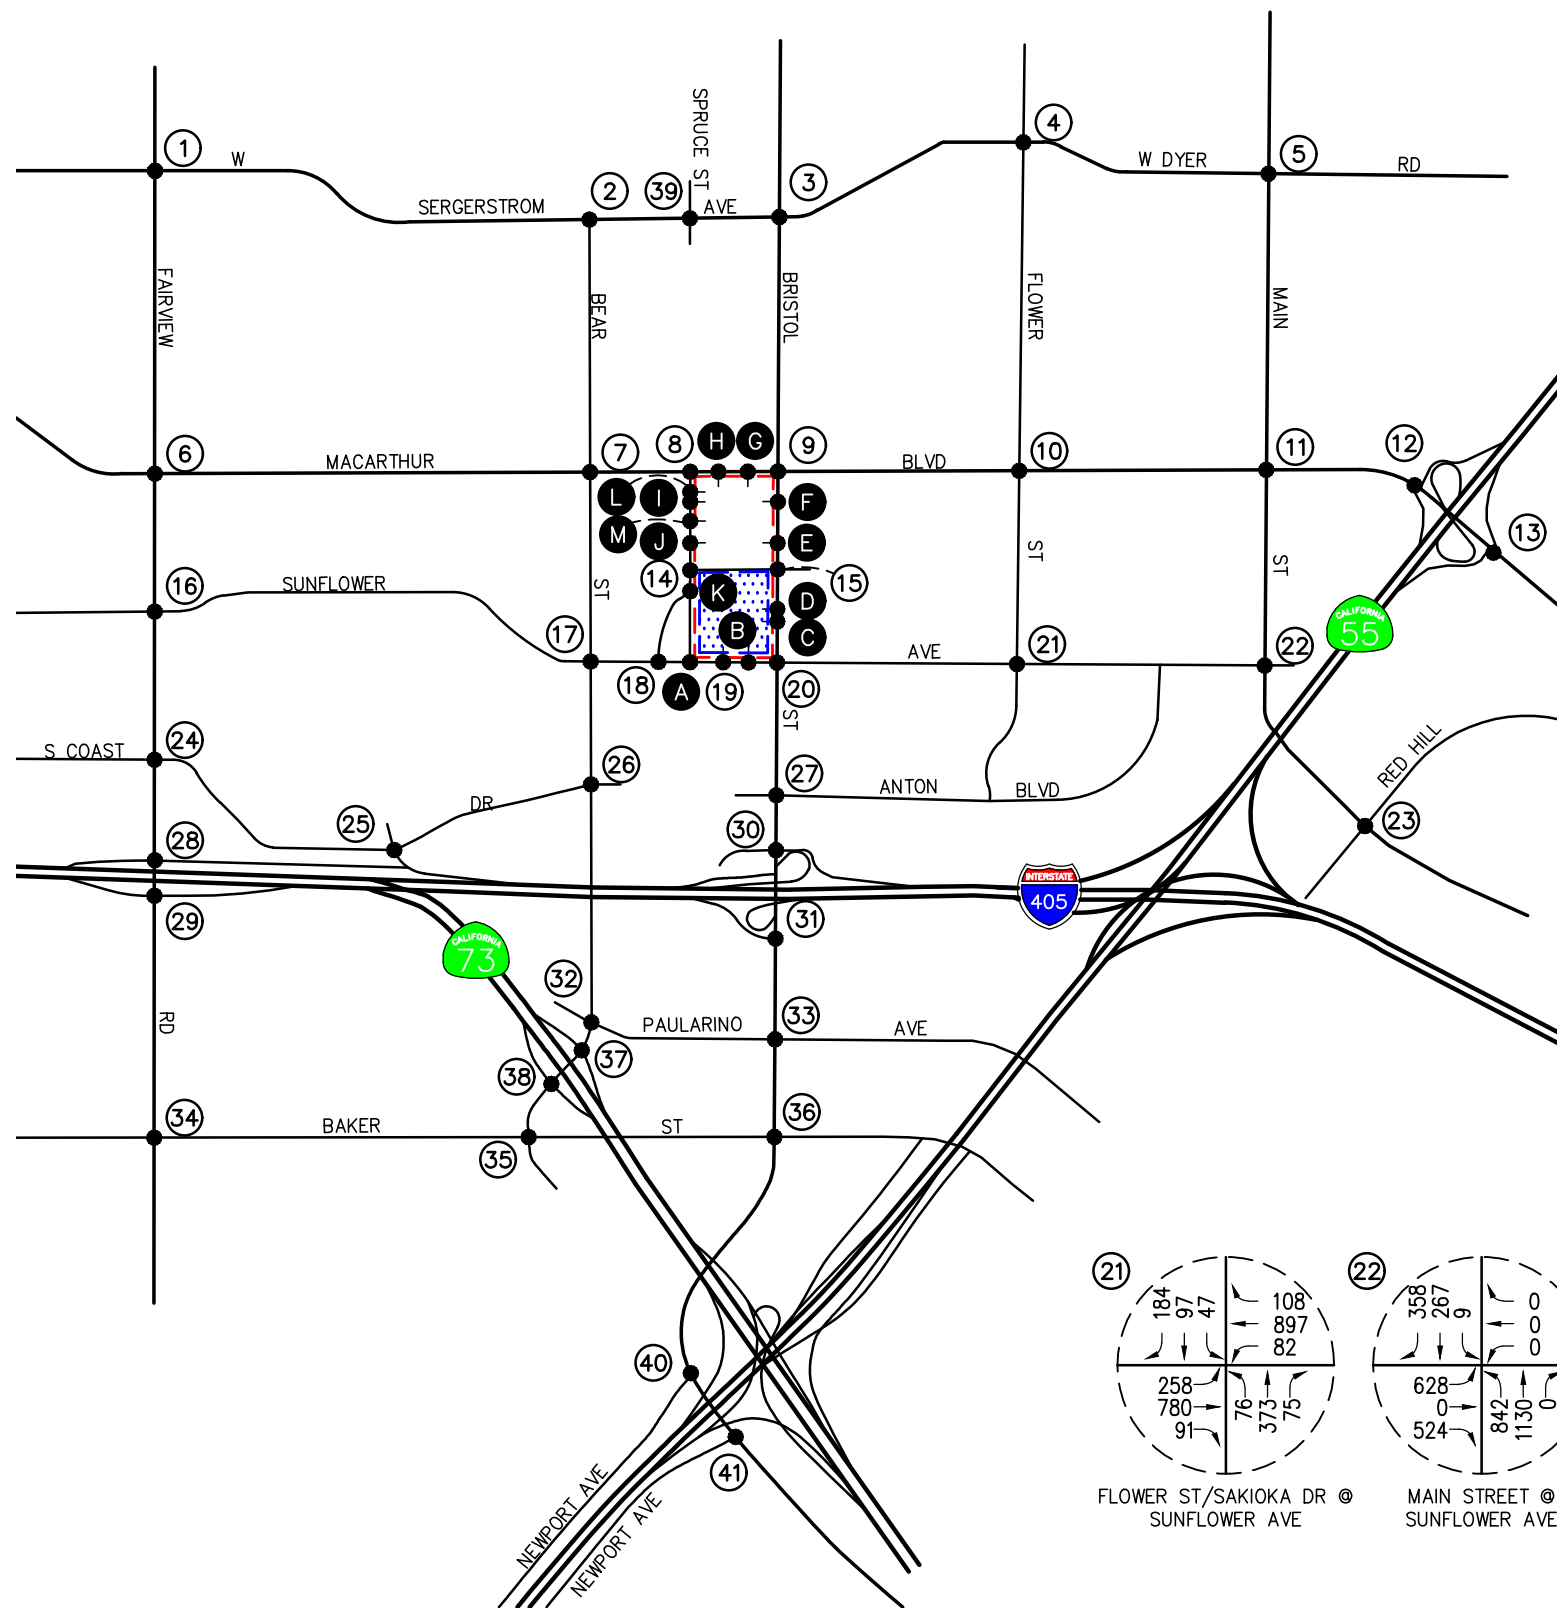 SPRUCE ST
1
W
2
39
AVE
3
4
W DYER
5
RD
SERGERSTROM
FAIRVIEW
BEAR
BRISTOL
FLOWER
MAIN
6
MACARTHUR
7
8
H
G
9
BLVD
10
11
12
L
I
F
M
J
E
ST
ST
13
14
K
15
16
SUNFLOWER
ST
D
CALIFORNIA
55
17
B
C
AVE
21
22
18
A
19
20
ST
S COAST
24
26
27
ANTON
BLVD
RED HILL
DR
25
30
23
28
INTERSTATE
405
29
31
CALIFORNIA
73
32
RD
PAULARINO
33
AVE
38
37
34
BAKER
ST
36
35
40
41
NEWPORT AVE
NEWPORT AVE
21
184
97
47
108
897
82
258
780
91
76
373
75
FLOWER ST/SAKIOKA DR @
SUNFLOWER AVE
22
358
267
9
0
0
0
628
0
524
842
1130
0
MAIN STREET @
SUNFLOWER AVE